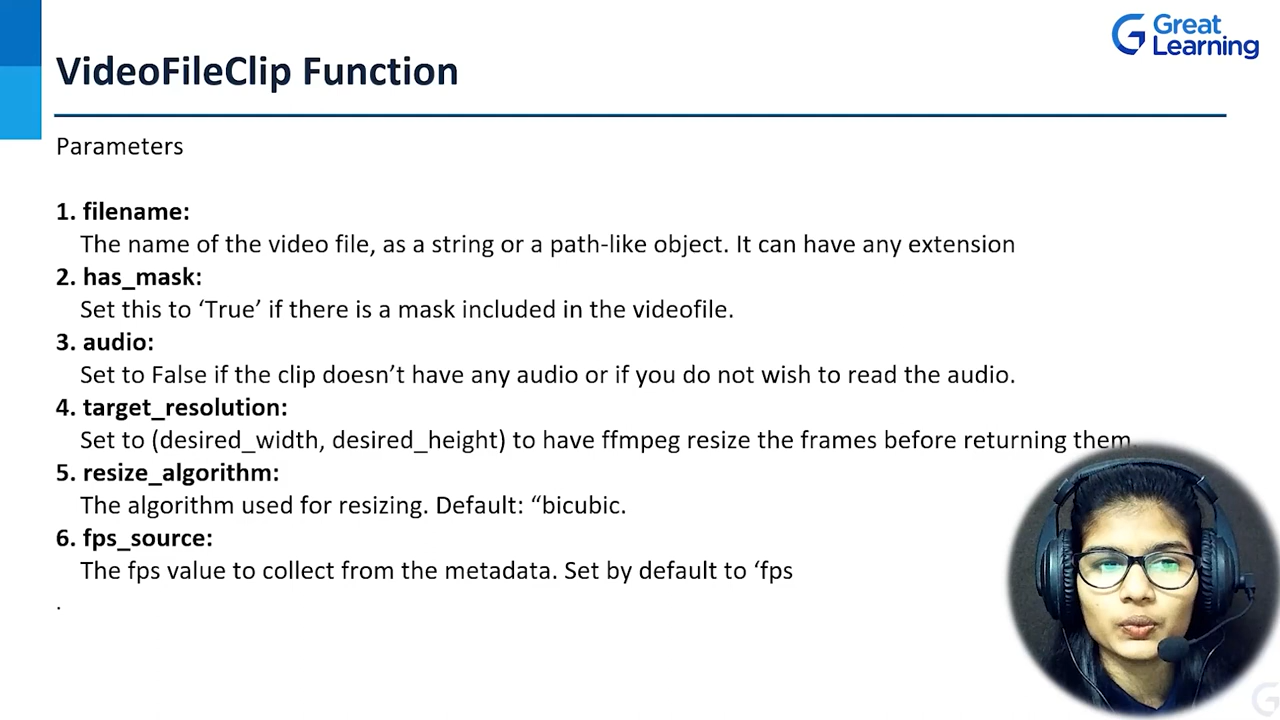 Great
Learning
VideoFileClip Function
Parameters
1. filename:
The name of the video file, as a string or a path-like object. It can have any extension
2. has_mask:
Set this to ‘True’ if there is a mask included in the videofile.
3. audio:
Set to False if the clip doesn’t have any audio or if you do not wish to read the audio.
4. target_resolution:
Set to (desired_width, desired_height) to have ffmpeg resize the frames before returning them.
5. resize_algorithm:
The algorithm used for resizing. Default: “bicubic.
6. fps_source:
The fps value to collect from the metadata. Set by default to ‘fps
.